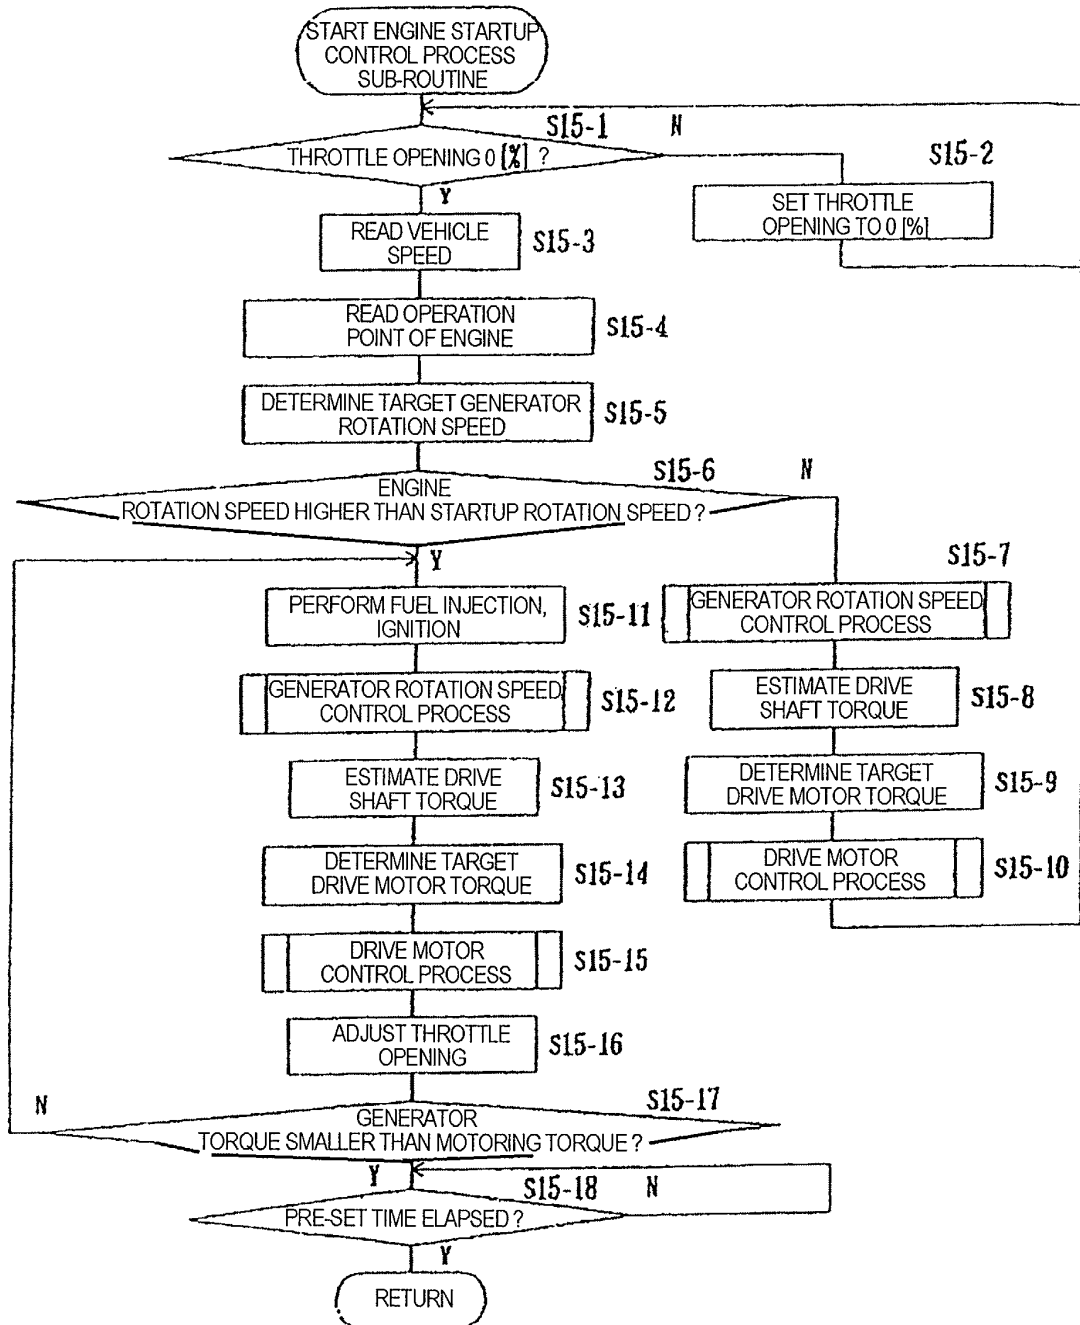 START ENGINE STARTUP
CONTROL PROCESS
SUB-ROUTINE
S15-1
N
THROTTLE OPENING 0 [%] ?
Y
S15-2
SET THROTTLE
OPENING TO 0 [%]
READ VEHICLE
SPEED
S15-3
READ OPERATION
POINT OF ENGINE
S15-4
DETERMINE TARGET GENERATOR
ROTATION SPEED
S15-5
S15-6
N
ENGINE
ROTATION SPEED HIGHER THAN STARTUP ROTATION SPEED ?
Y
S15-7
GENERATOR ROTATION SPEED
CONTROL PROCESS
ESTIMATE DRIVE
SHAFT TORQUE
S15-8
DETERMINE TARGET
DRIVE MOTOR TORQUE
S15-9
DRIVE MOTOR
CONTROL PROCESS
S15-10
PERFORM FUEL INJECTION,
IGNITION
S15-11
GENERATOR ROTATION SPEED
CONTROL PROCESS
S15-12
ESTIMATE DRIVE
SHAFT TORQUE
S15-13
DETERMINE TARGET
DRIVE MOTOR TORQUE
S15-14
DRIVE MOTOR
CONTROL PROCESS
S15-15
ADJUST THROTTLE
OPENING
S15-16
N
S15-17
GENERATOR
TORQUE SMALLER THAN MOTORING TORQUE ?
Y
S15-18
N
PRE-SET TIME ELAPSED ?
Y
RETURN